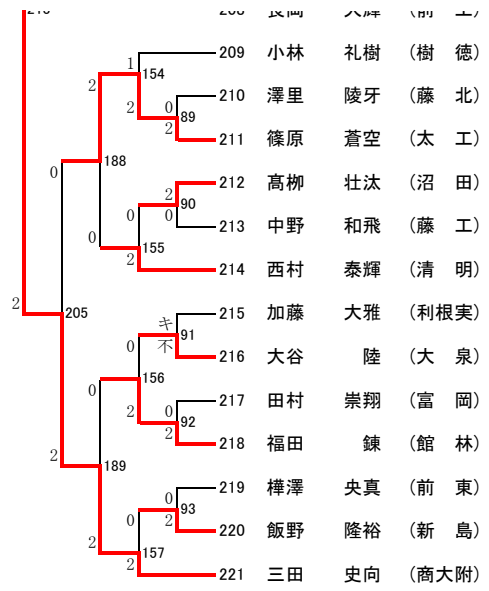 209 小林 礼樹 (樹 徳)
1 154
2
2 0 210 澤里 陵牙 (藤 北)
89
2 211 篠原 蒼空 (太 工)
188
0
2 212 髙栁 壮汰 (沼 田)
90
0 0 213 中野 和飛 (藤 工)
0 155
2 214 西村 泰輝 (清 明)
2 205
215 加藤 大雅 (利根実)
キ 91
0 不 216 大谷 陸 (大 泉)
156
0 217 田村 崇翔 (富 岡)
2 0 92
2 218 福田 錬 (館 林)
2 189
219 樺澤 央真 (前 東)
0 93
0 2 220 飯野 隆裕 (新 島)
2 157
2 221 三田 史向 (商大附)